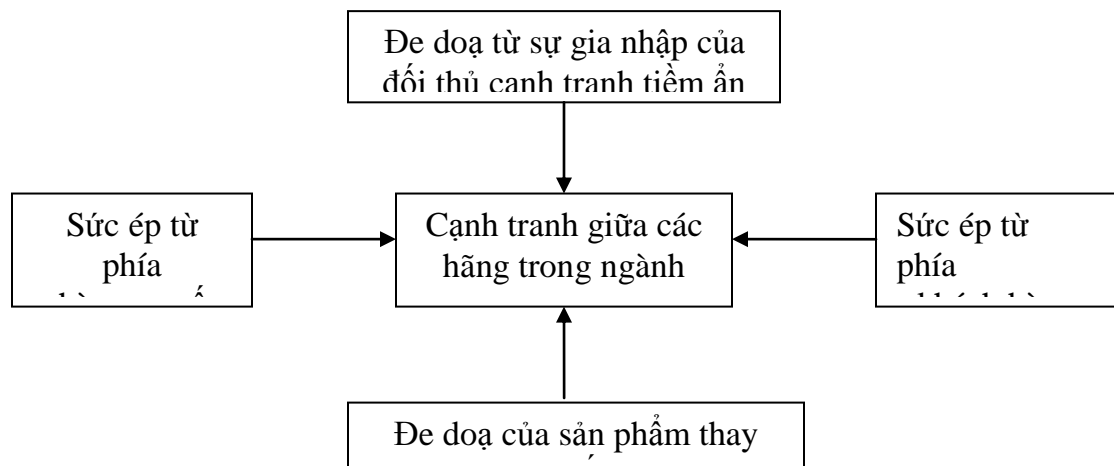 Đe doạ từ sự gia nhập của
đối thủ cạnh tranh tiềm ẩn
Sức ép từ
phía
Cạnh tranh giữa các
hãng trong ngành
Sức ép từ
phía
Đe doạ của sản phẩm thay